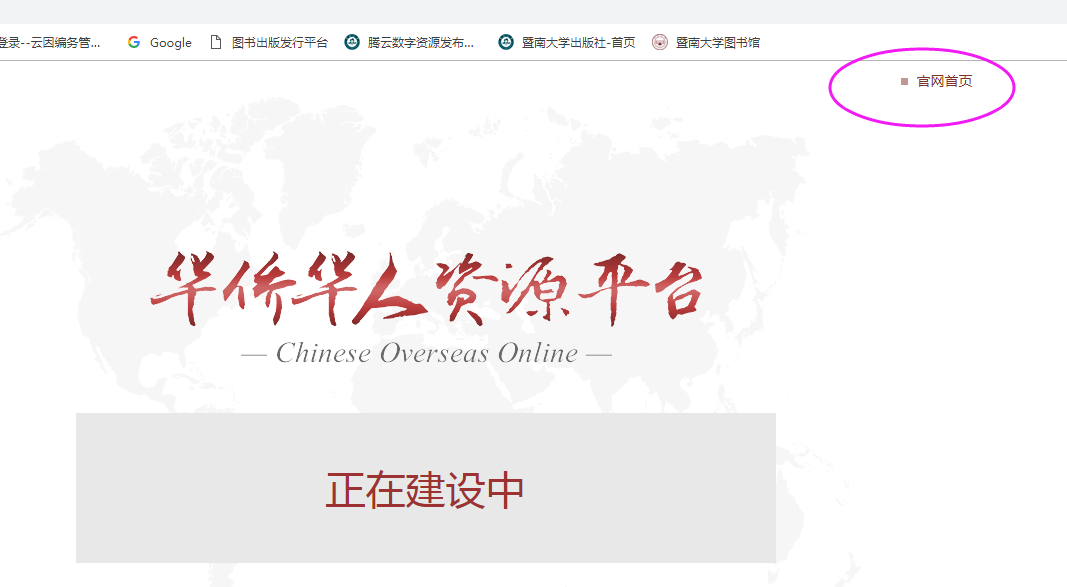 登录--云因编务管... Google 图书出版发行平台 腾云数字资源发布... 暨南大学出版社-首页 暨南大学图书馆
官网首页
华侨华人资源平台
— Chinese Overseas Online —
正在建设中